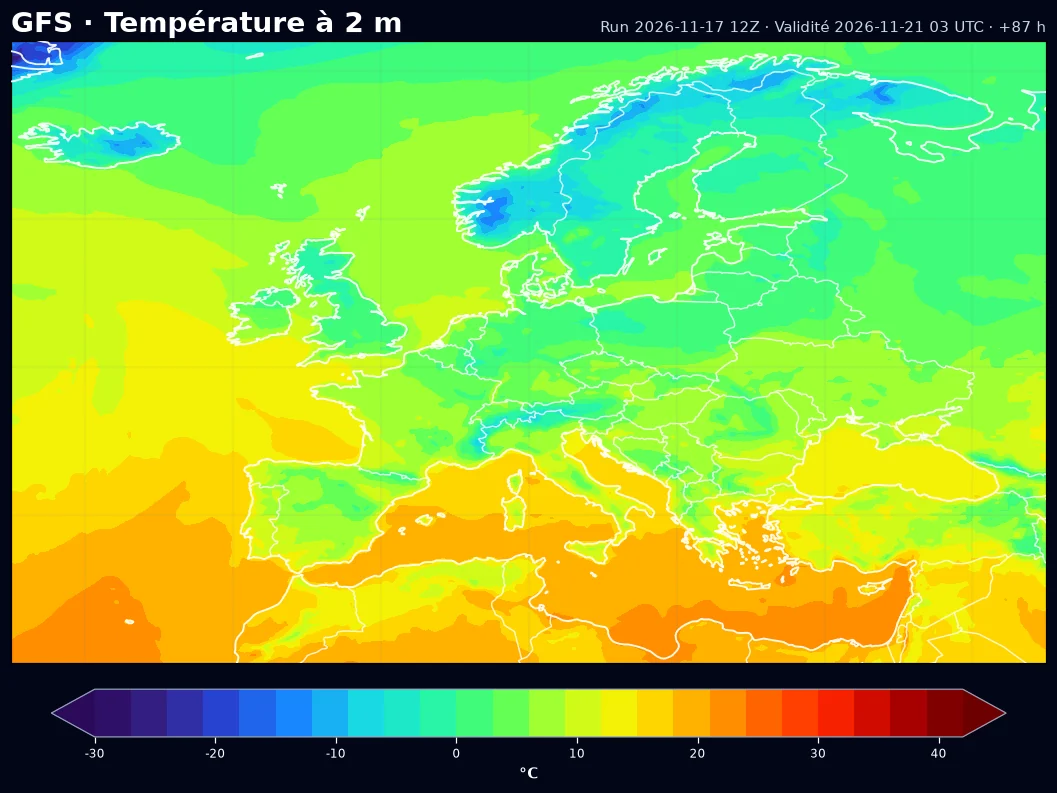 GFS · Température à 2 m
Run 2026-11-17 12Z · Validité 2026-11-21 03 UTC · +87 h
-30 -20 -10 0 10 20 30 40
°C